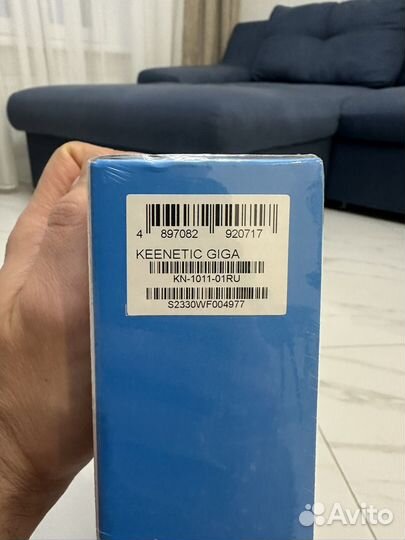 4 897082 920717
KEENETIC GIGA
KN-1011-01RU
S2330WF004977
Avito